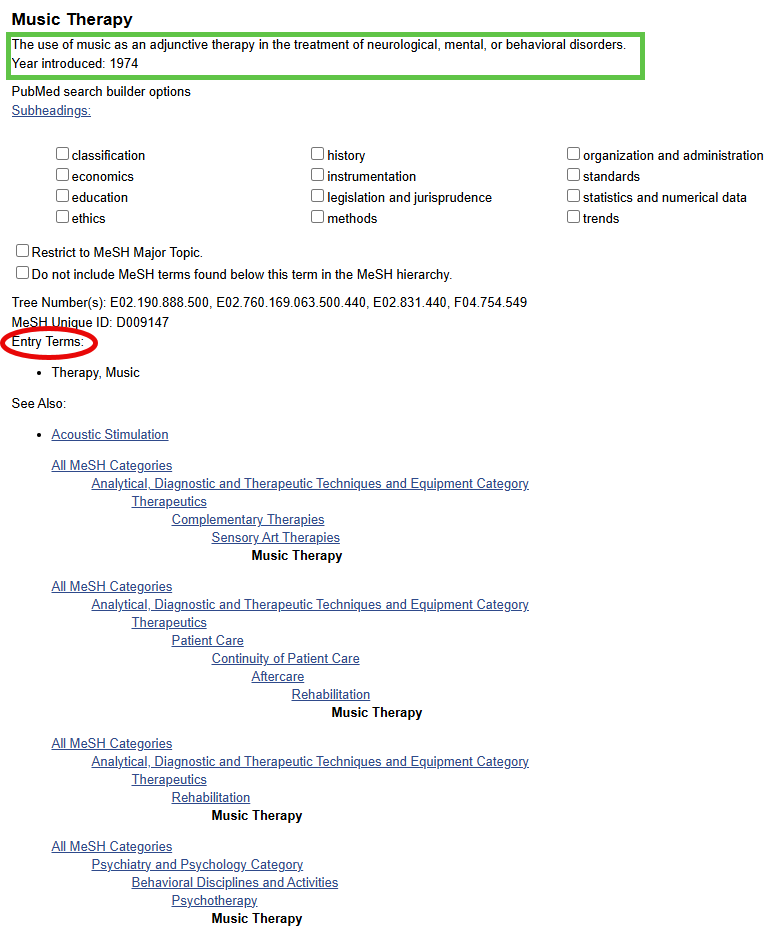 Music Therapy
The use of music as an adjunctive therapy in the treatment of neurological, mental, or behavioral disorders.
Year introduced: 1974
PubMed search builder options
Subheadings:
classification history organization and administration
economics instrumentation standards
education legislation and jurisprudence statistics and numerical data
ethics methods trends
Restrict to MeSH Major Topic.
Do not include MeSH terms found below this term in the MeSH hierarchy.
Tree Number(s): E02.190.888.500, E02.760.169.063.500.440, E02.831.440, F04.754.549
MeSH Unique ID: D009147
Entry Terms:
Therapy, Music
See Also:
Acoustic Stimulation
All MeSH Categories
Analytical, Diagnostic and Therapeutic Techniques and Equipment Category
Therapeutics
Complementary Therapies
Sensory Art Therapies
Music Therapy
All MeSH Categories
Analytical, Diagnostic and Therapeutic Techniques and Equipment Category
Therapeutics
Patient Care
Continuity of Patient Care
Aftercare
Rehabilitation
Music Therapy
All MeSH Categories
Analytical, Diagnostic and Therapeutic Techniques and Equipment Category
Therapeutics
Rehabilitation
Music Therapy
All MeSH Categories
Psychiatry and Psychology Category
Behavioral Disciplines and Activities
Psychotherapy
Music Therapy